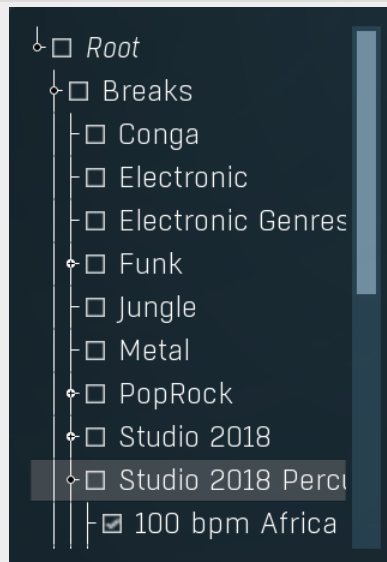 Root
Breaks
Conga
Electronic
Electronic Genres
Funk
Jungle
Metal
PopRock
Studio 2018
Studio 2018 Percu
100 bpm Africa